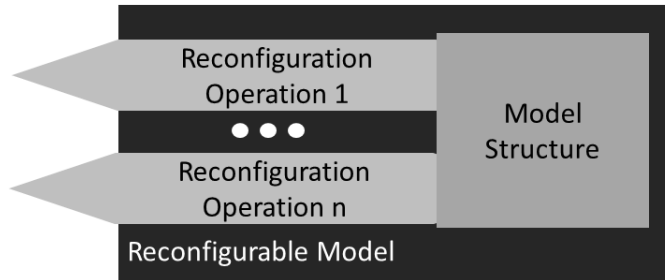 Reconfiguration
Operation 1
Model
Structure
Reconfiguration
Operation n
Reconfigurable Model